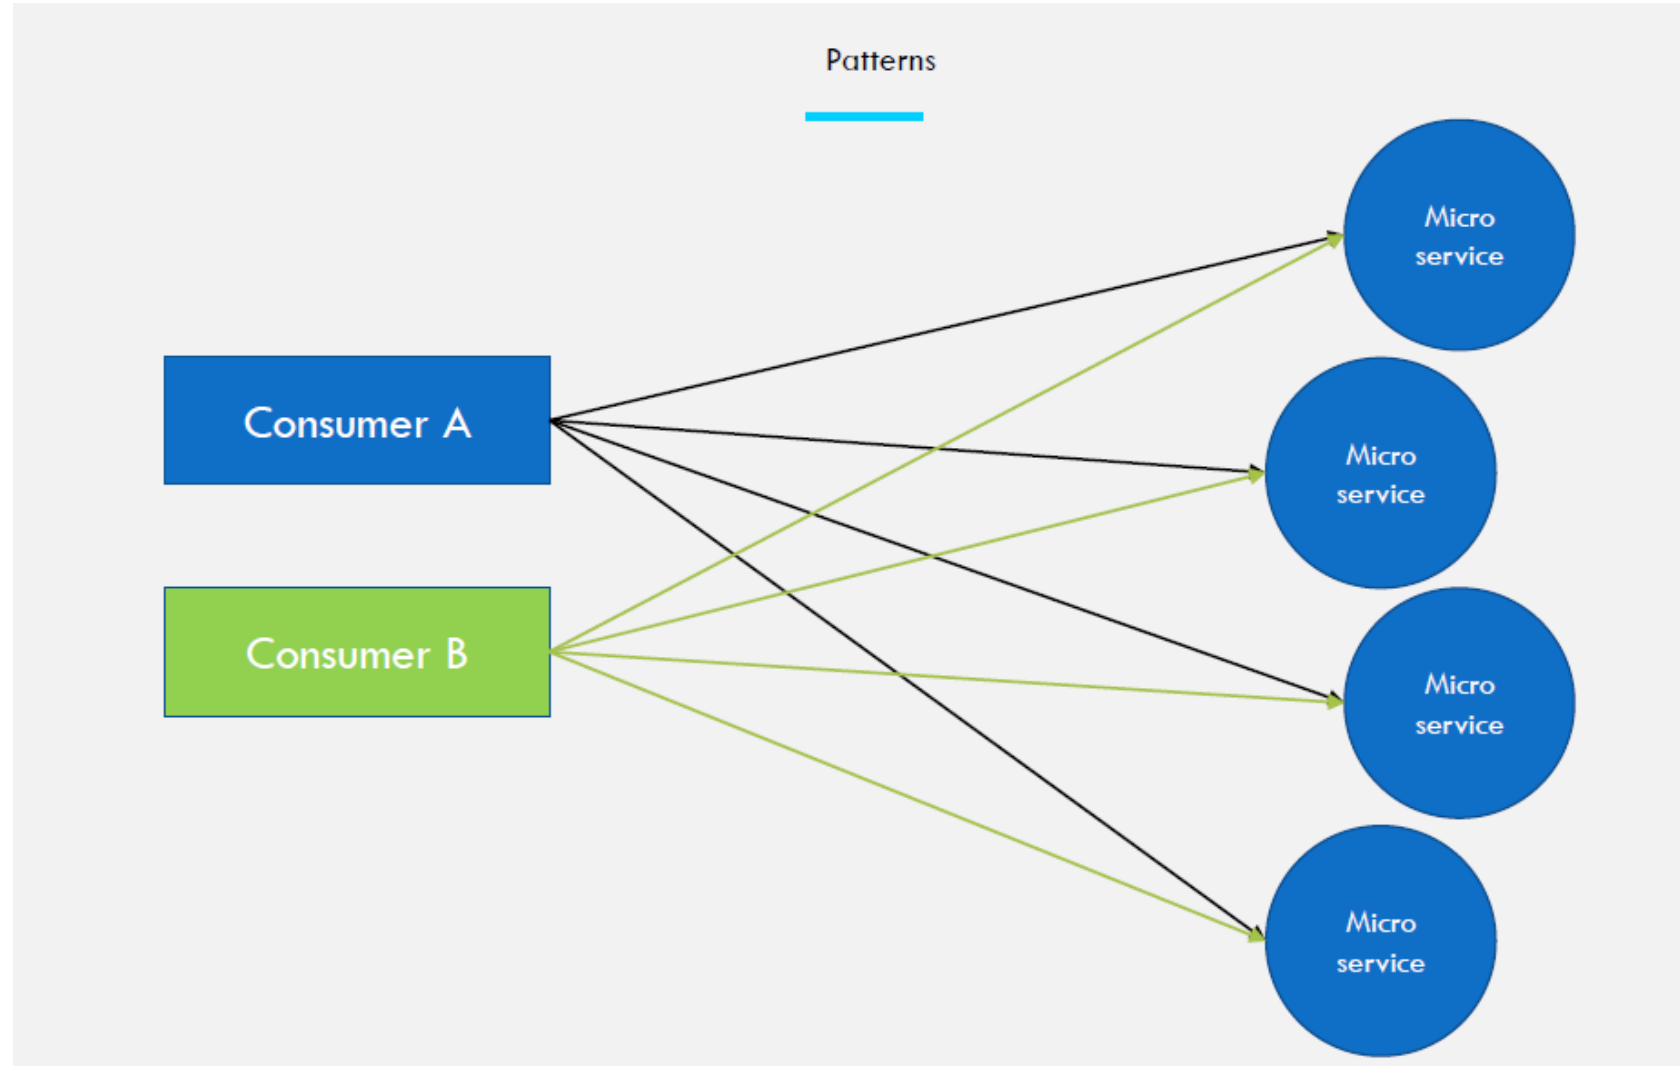 Patterns
Micro
service
Consumer A
Micro
service
Consumer B
Micro
service
Micro
service